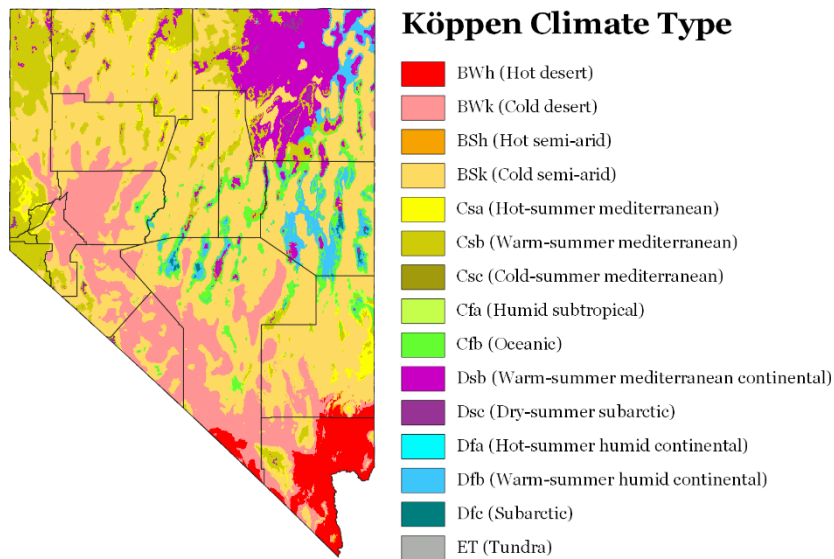 Köppen Climate Type
BWh (Hot desert)
BWk (Cold desert)
BSh (Hot semi-arid)
BSk (Cold semi-arid)
Csa (Hot-summer mediterranean)
Csb (Warm-summer mediterranean)
Csc (Cold-summer mediterranean)
Cfa (Humid subtropical)
Cfb (Oceanic)
Dsb (Warm-summer mediterranean continental)
Dsc (Dry-summer subarctic)
Dfa (Hot-summer humid continental)
Dfb (Warm-summer humid continental)
Dfc (Subarctic)
ET (Tundra)